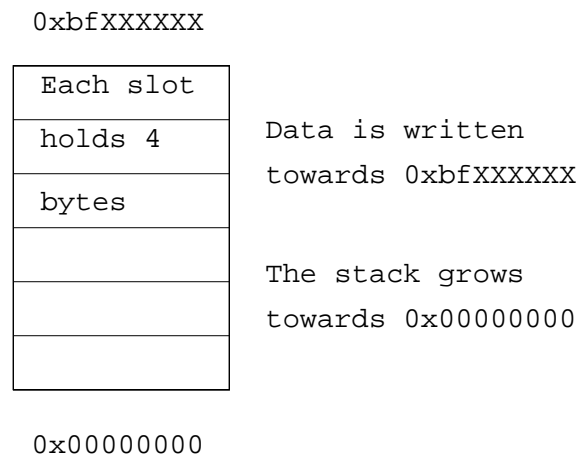 0xbfXXXXXX
Each slot
holds 4
bytes
Data is written
towards 0xbfXXXXXX
The stack grows
towards 0x00000000
0x00000000